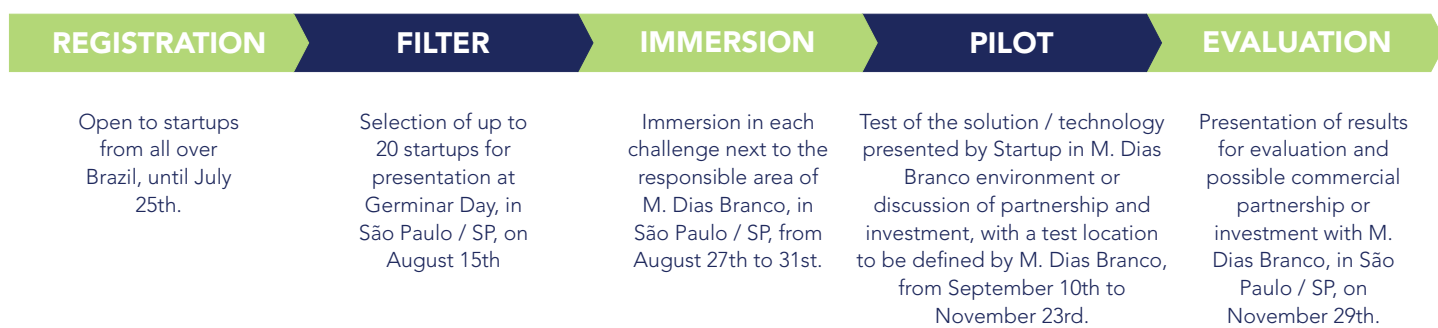 REGISTRATION
FILTER
IMMERSION
PILOT
EVALUATION
Open to startups
from all over
Brazil, until July
25th.
Selection of up to
20 startups for
presentation at
Germinar Day, in
São Paulo / SP, on
August 15th
Immersion in each
challenge next to the
responsible area of
M. Dias Branco, in
São Paulo / SP, from
August 27th to 31st.
Test of the solution / technology
presented by Startup in M. Dias
Branco environment or
discussion of partnership and
investment, with a test location
to be defined by M. Dias Branco,
from September 10th to
November 23rd.
Presentation of results
for evaluation and
possible commercial
partnership or
investment with M.
Dias Branco, in São
Paulo / SP, on
November 29th.